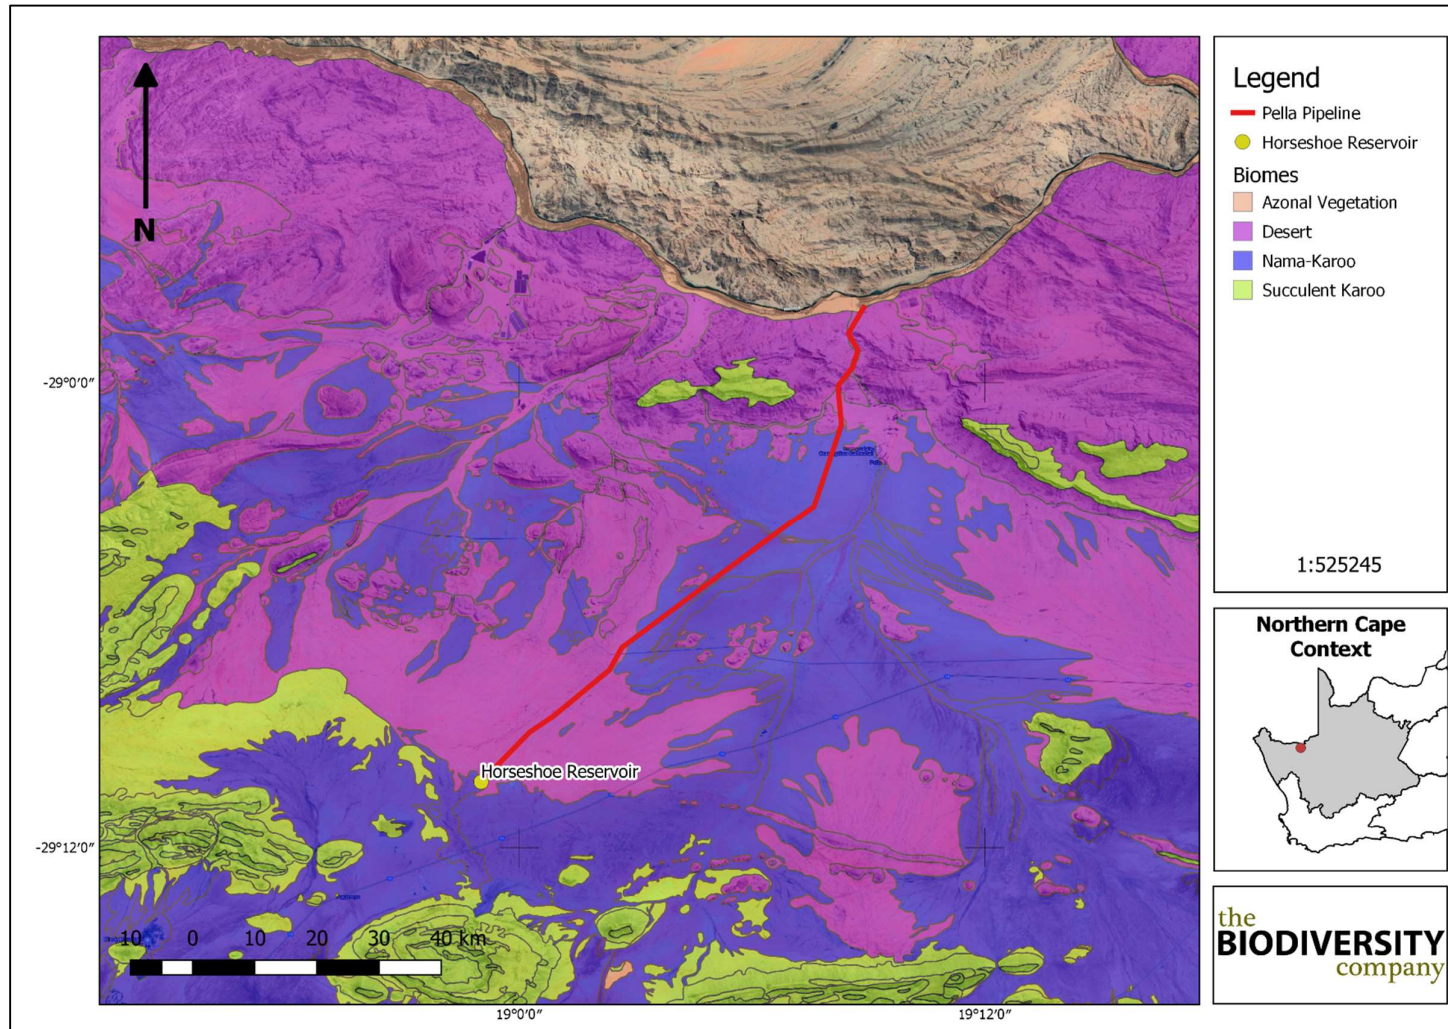 N
-29°0′0″
-29°12′0″
Horseshoe Reservoir
10 0 10 20 30 40 km
19°0′0″ 19°12′0″
Legend
Pella Pipeline
Horseshoe Reservoir
Biomes
Azonal Vegetation
Desert
Nama-Karoo
Succulent Karoo
1:525245
Northern Cape
Context
the
BIODIVERSITY
company